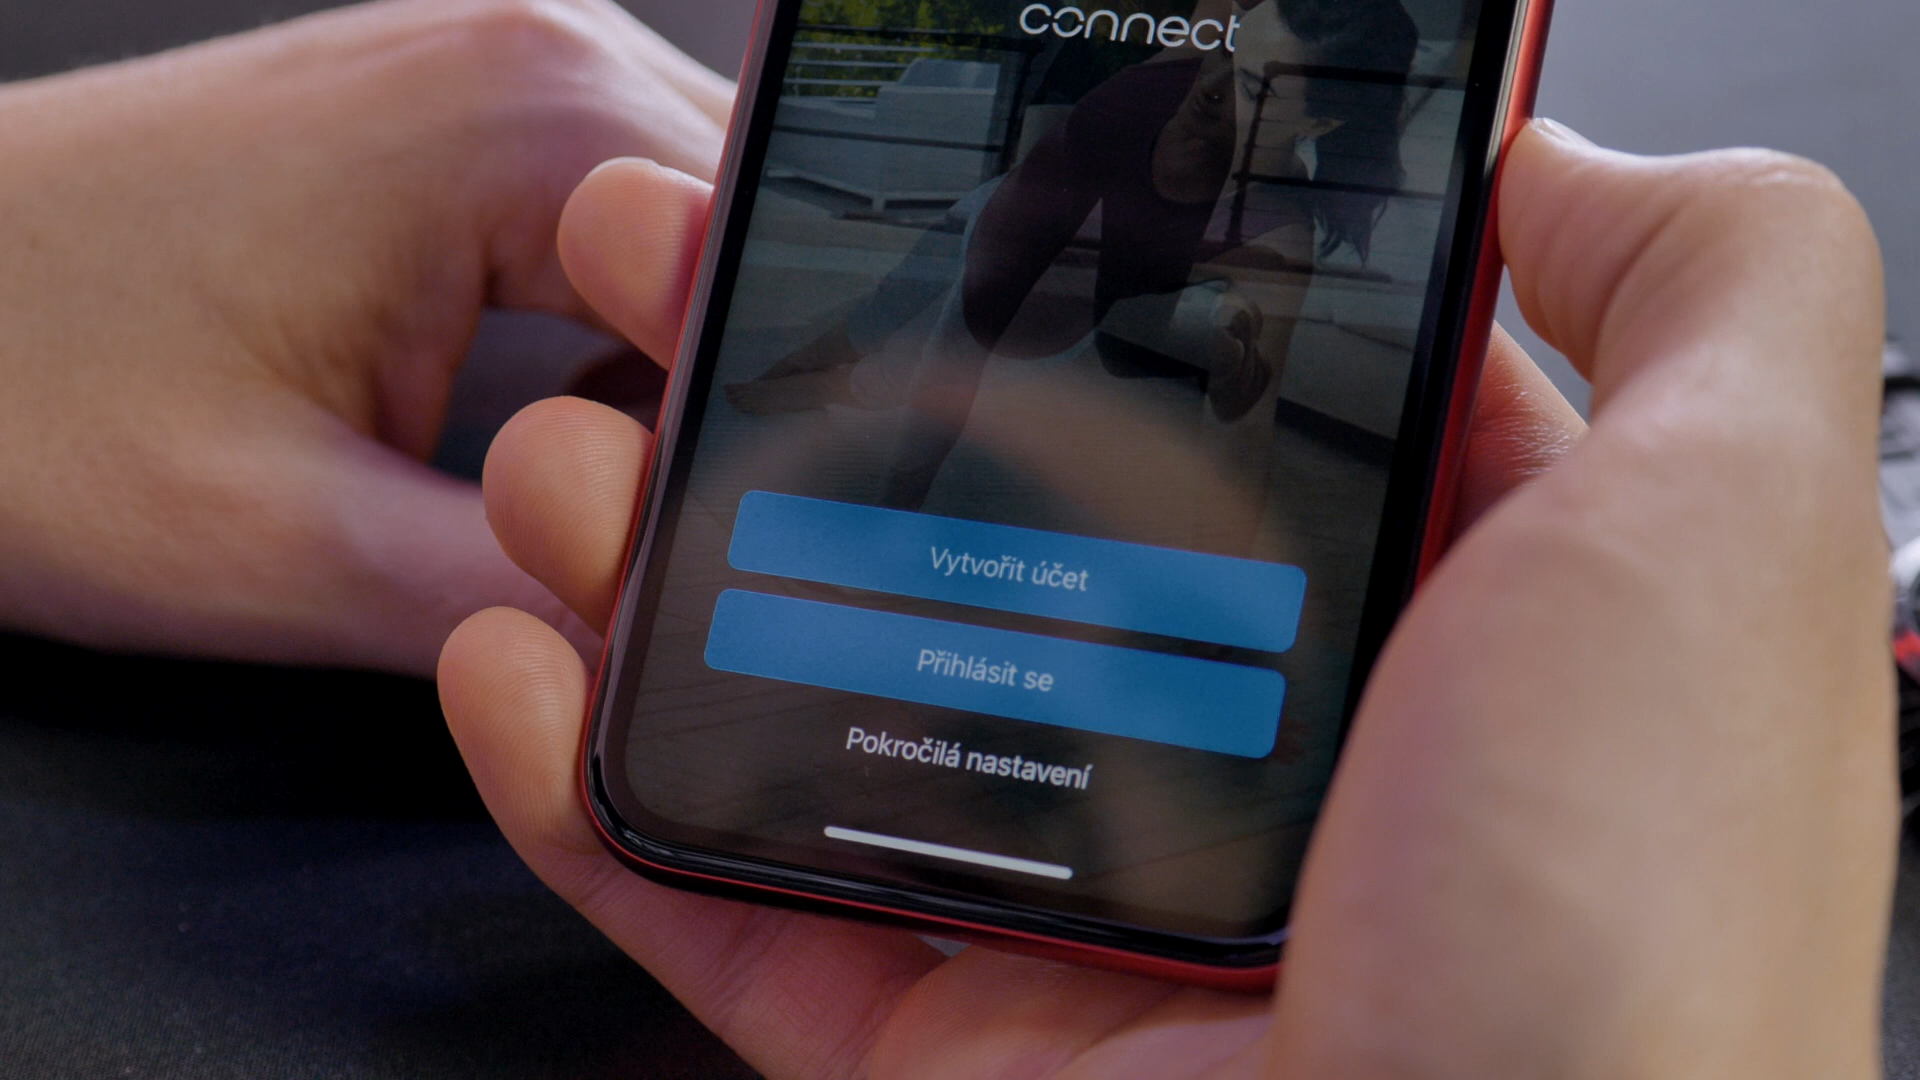 connect
Vytvořit účet
Přihlásit se
Pokročilá nastavení